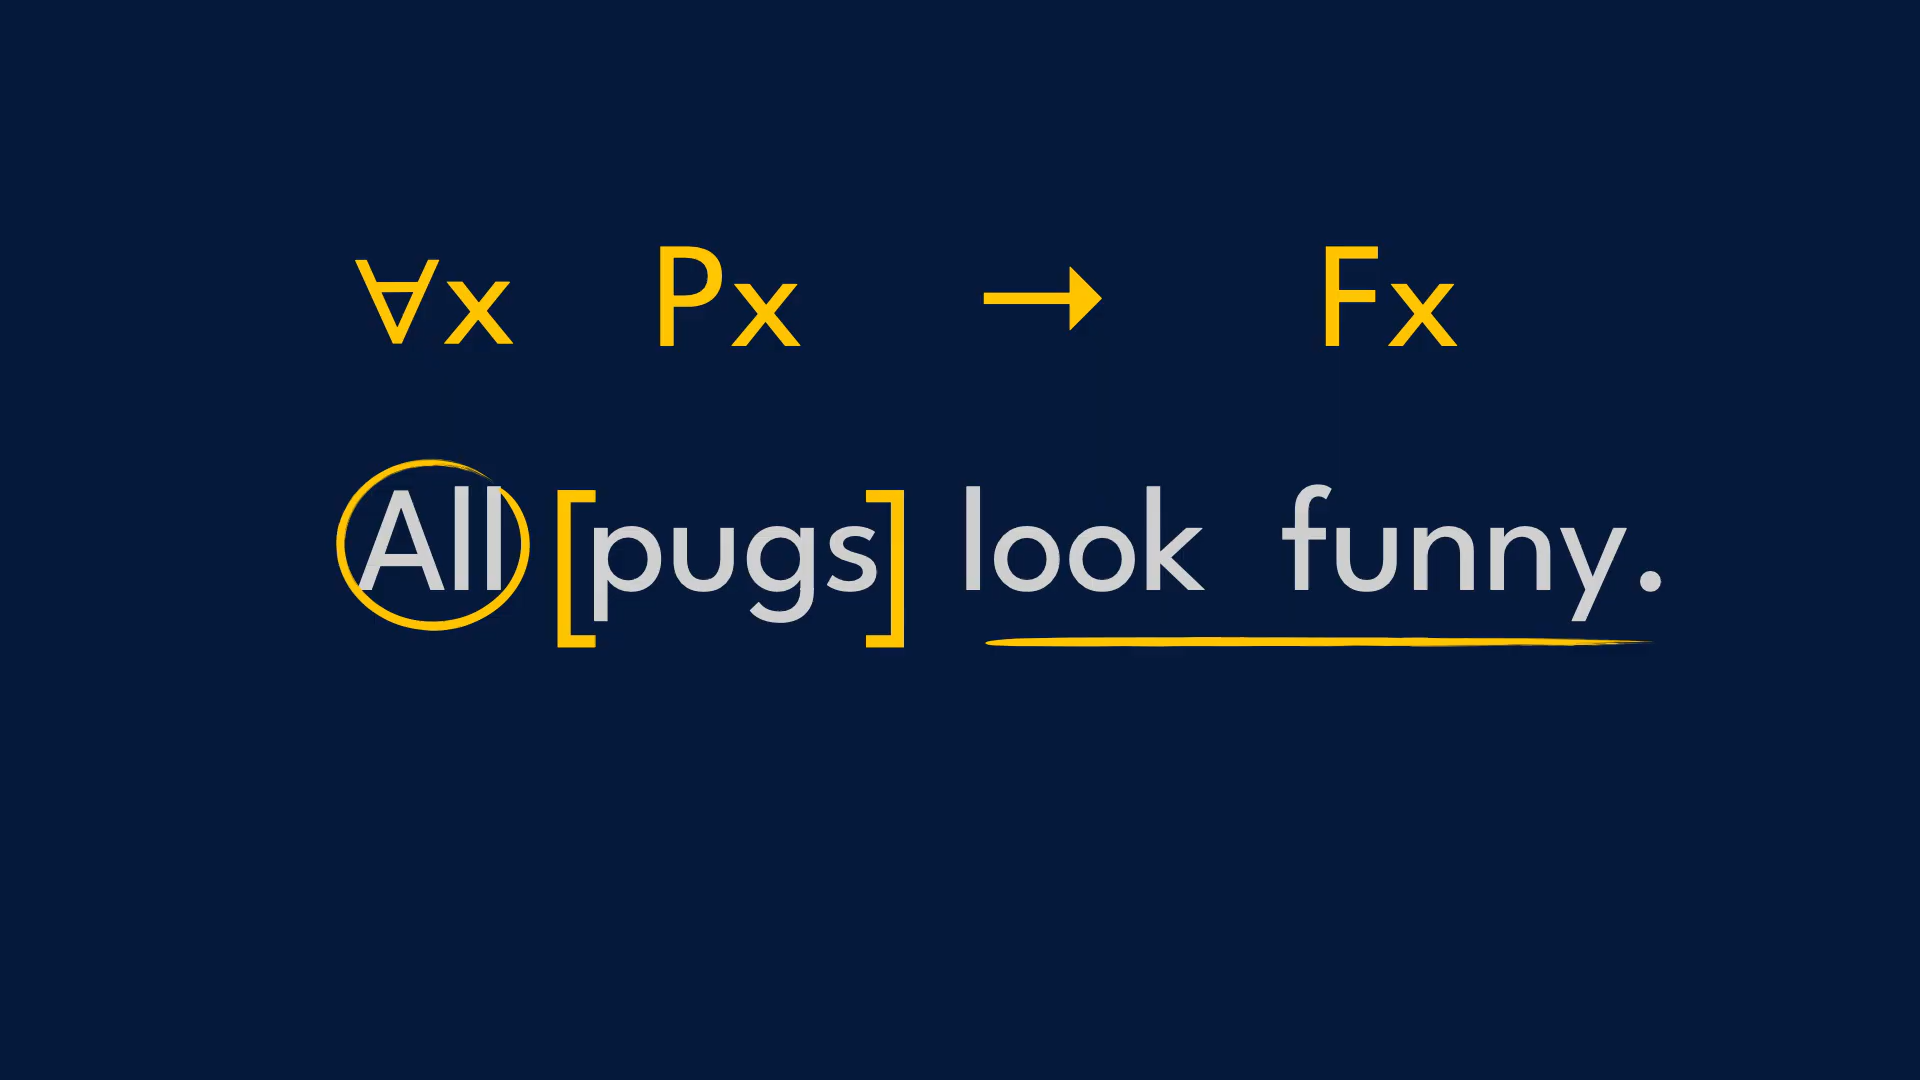 ∀x Px → Fx
All [pugs] look funny.